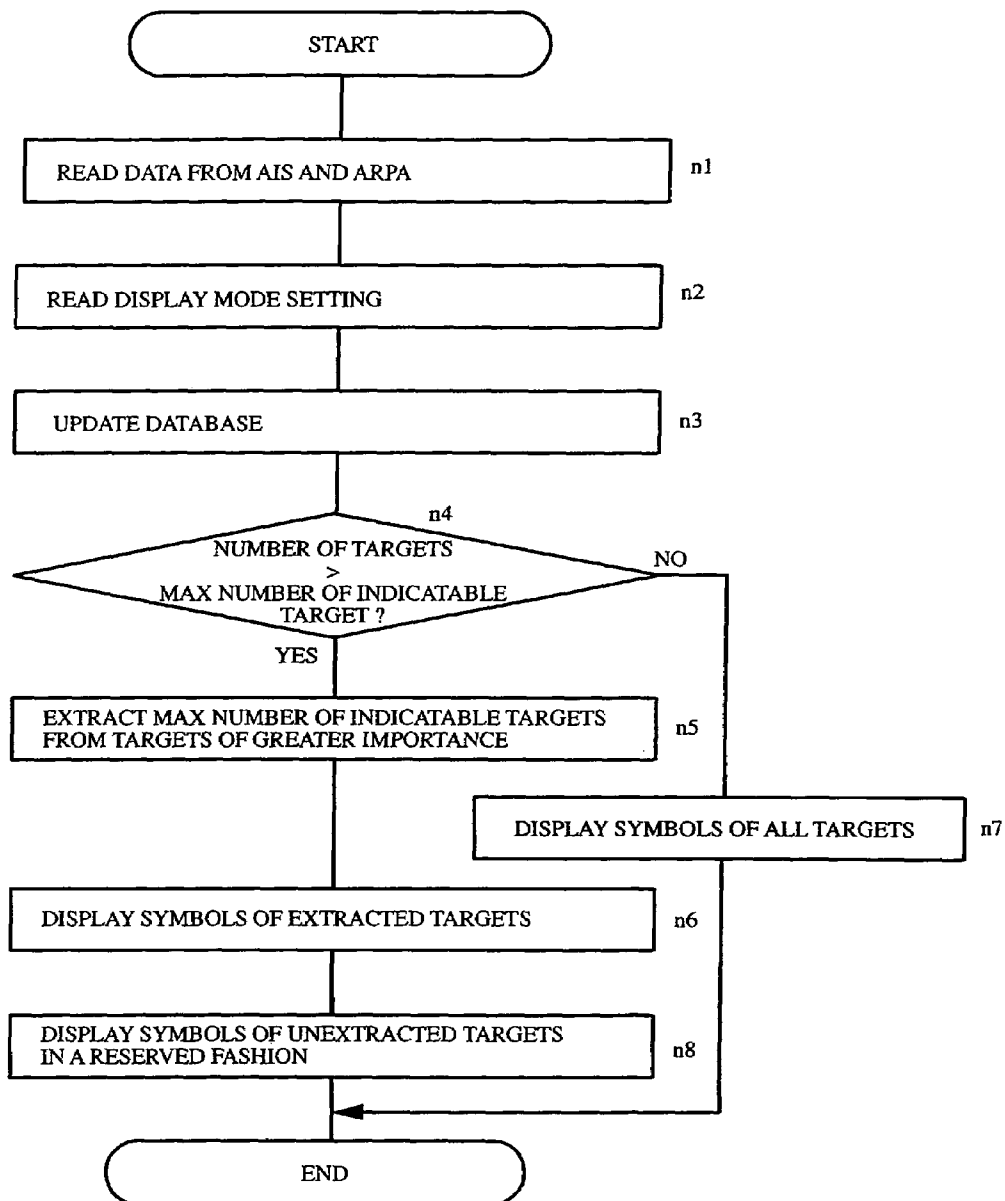 START
READ DATA FROM AIS AND ARPA
n1
READ DISPLAY MODE SETTING
n2
UPDATE DATABASE
n3
n4
NUMBER OF TARGETS
>
MAX NUMBER OF INDICATABLE
TARGET ?
NO
YES
EXTRACT MAX NUMBER OF INDICATABLE TARGETS
FROM TARGETS OF GREATER IMPORTANCE
n5
DISPLAY SYMBOLS OF ALL TARGETS
n7
DISPLAY SYMBOLS OF EXTRACTED TARGETS
n6
DISPLAY SYMBOLS OF UNEXTRACTED TARGETS
IN A RESERVED FASHION
n8
END